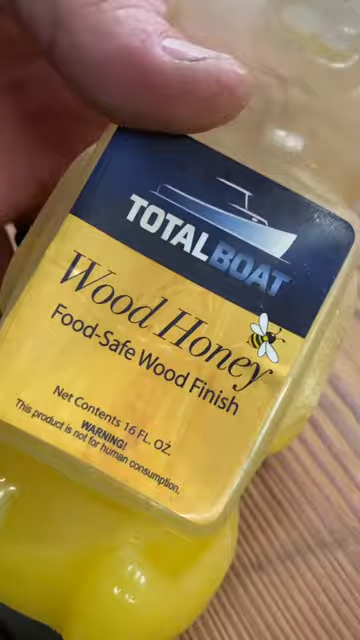 TOTALBOAT
Wood Honey
Food-Safe Wood Finish
Net Contents 16 FL. OZ.
WARNING!
This product is not for human consumption.